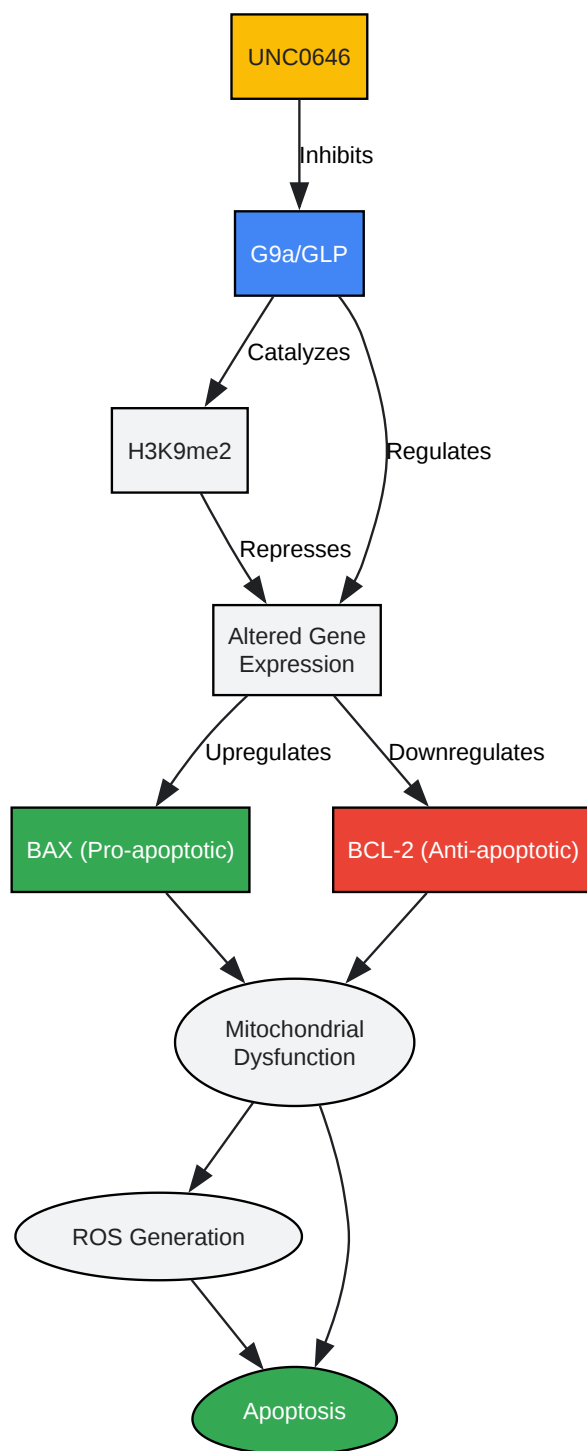 UNC0646
Inhibits
G9a/GLP
Catalyzes
H3K9me2
Regulates
Represses
Altered Gene
Expression
Upregulates
Downregulates
BAX (Pro-apoptotic)
BCL-2 (Anti-apoptotic)
Mitochondrial
Dysfunction
ROS Generation
Apoptosis